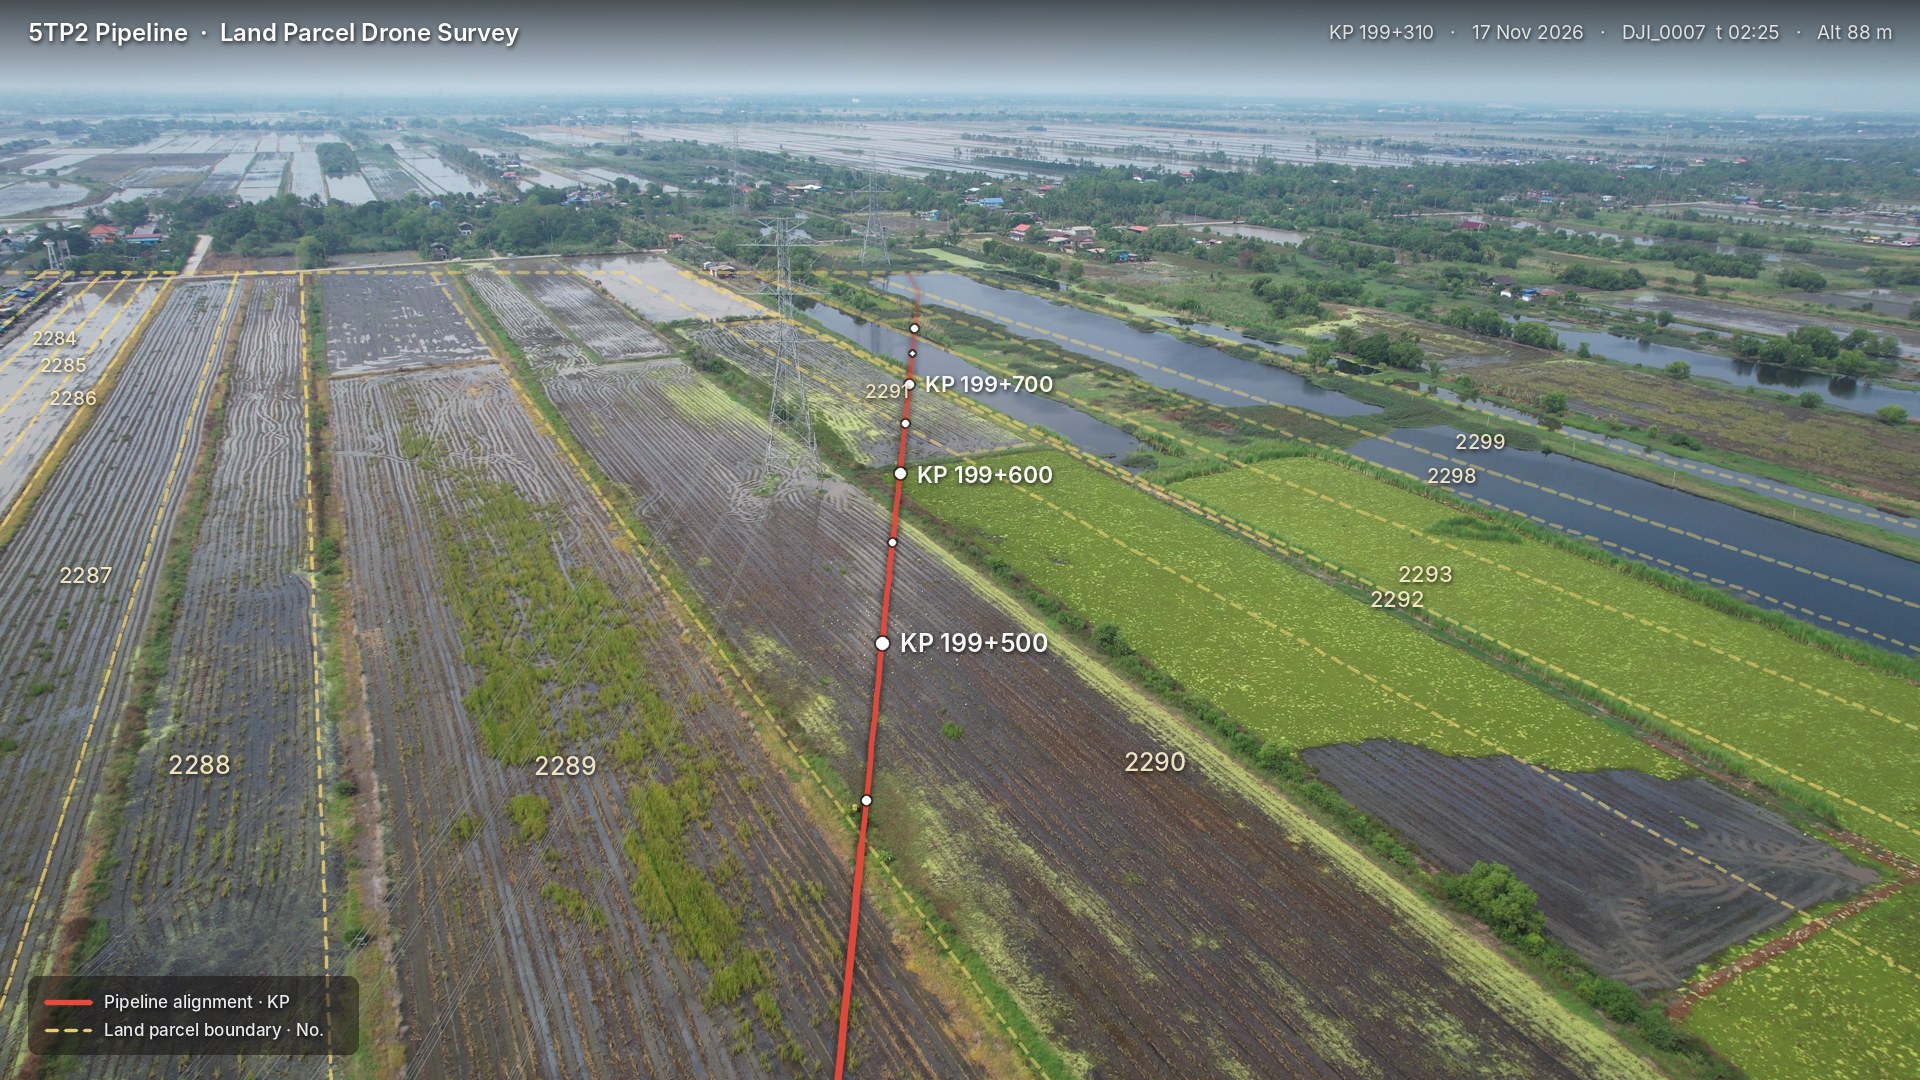 5TP2 Pipeline · Land Parcel Drone Survey
KP 199+310 · 17 Nov 2026 · DJI_0007 t 02:25 · Alt 88 m
2284
2285
2286
2291
KP 199+700
2299
KP 199+600
2298
2287
2293
2292
KP 199+500
2288
2289
2290
Pipeline alignment · KP
Land parcel boundary · No.